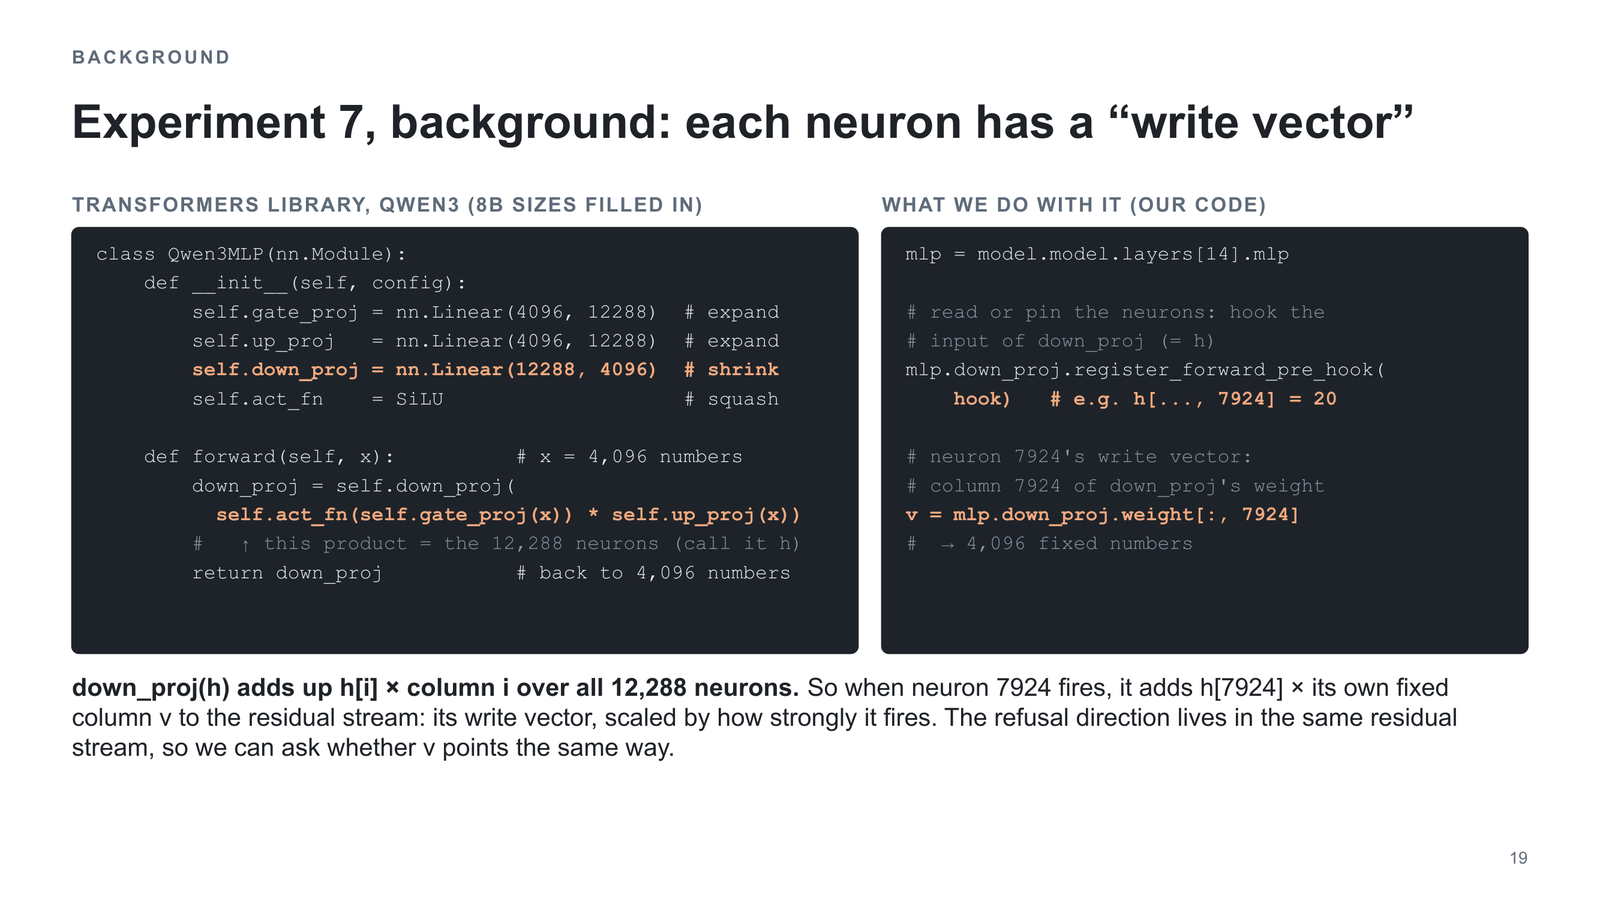 BACKGROUND
Experiment 7, background: each neuron has a “write vector”
TRANSFORMERS LIBRARY, QWEN3 (8B SIZES FILLED IN)
class Qwen3MLP(nn.Module):
    def __init__(self, config):
        self.gate_proj = nn.Linear(4096, 12288)  # expand
        self.up_proj   = nn.Linear(4096, 12288)  # expand
        self.down_proj = nn.Linear(12288, 4096)  # shrink
        self.act_fn    = SiLU                    # squash
    def forward(self, x):          # x = 4,096 numbers
        down_proj = self.down_proj(
          self.act_fn(self.gate_proj(x)) * self.up_proj(x))
        #   ↑ this product = the 12,288 neurons (call it h)
        return down_proj           # back to 4,096 numbers
WHAT WE DO WITH IT (OUR CODE)
mlp = model.model.layers[14].mlp
# read or pin the neurons: hook the
# input of down_proj (= h)
mlp.down_proj.register_forward_pre_hook(
    hook)   # e.g. h[..., 7924] = 20
# neuron 7924's write vector:
# column 7924 of down_proj's weight
v = mlp.down_proj.weight[:, 7924]
#  → 4,096 fixed numbers
down_proj(h) adds up h[i] × column i over all 12,288 neurons. So when neuron 7924 fires, it adds h[7924] × its own fixed
column v to the residual stream: its write vector, scaled by how strongly it fires. The refusal direction lives in the same residual
stream, so we can ask whether v points the same way.
19